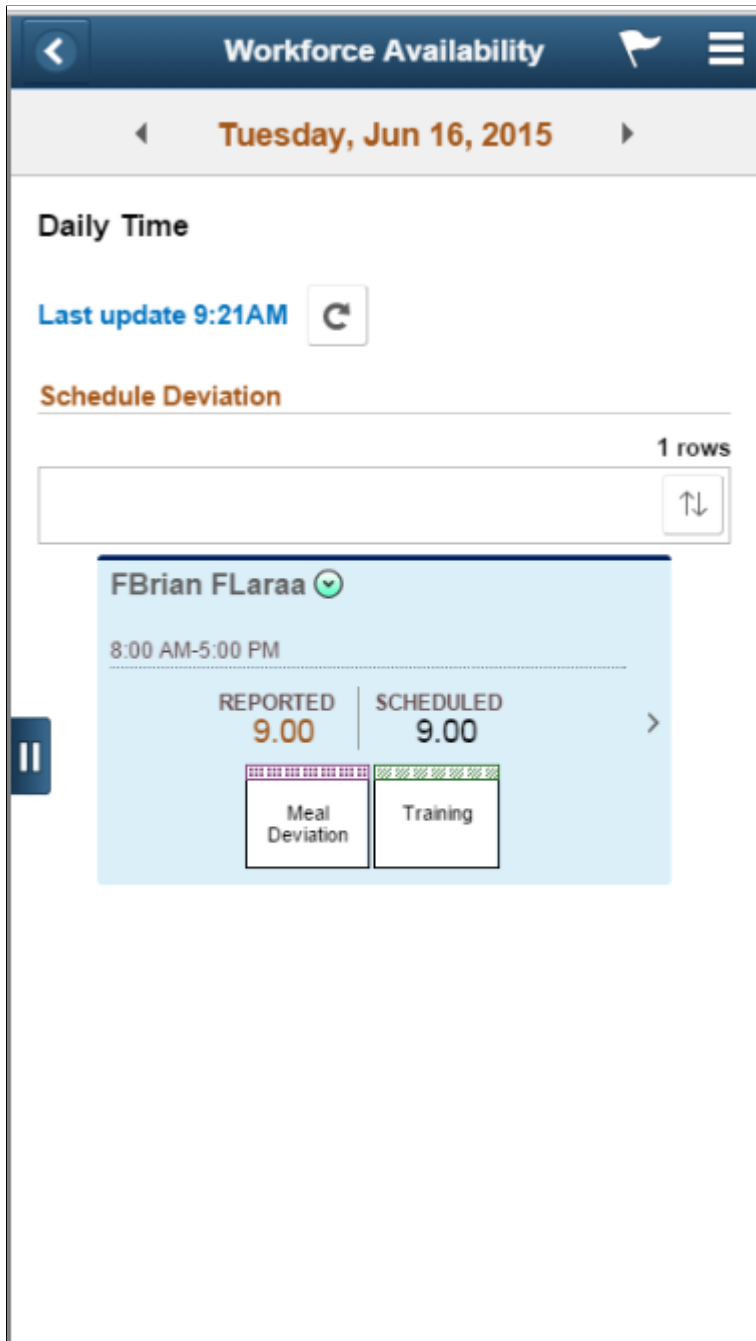 Workforce Availability
Tuesday, Jun 16, 2015
Daily Time
Last update 9:21AM
Schedule Deviation
1 rows
FBrian FLaraa
8:00 AM-5:00 PM
REPORTED SCHEDULED
9.00 9.00
Meal Training
Deviation